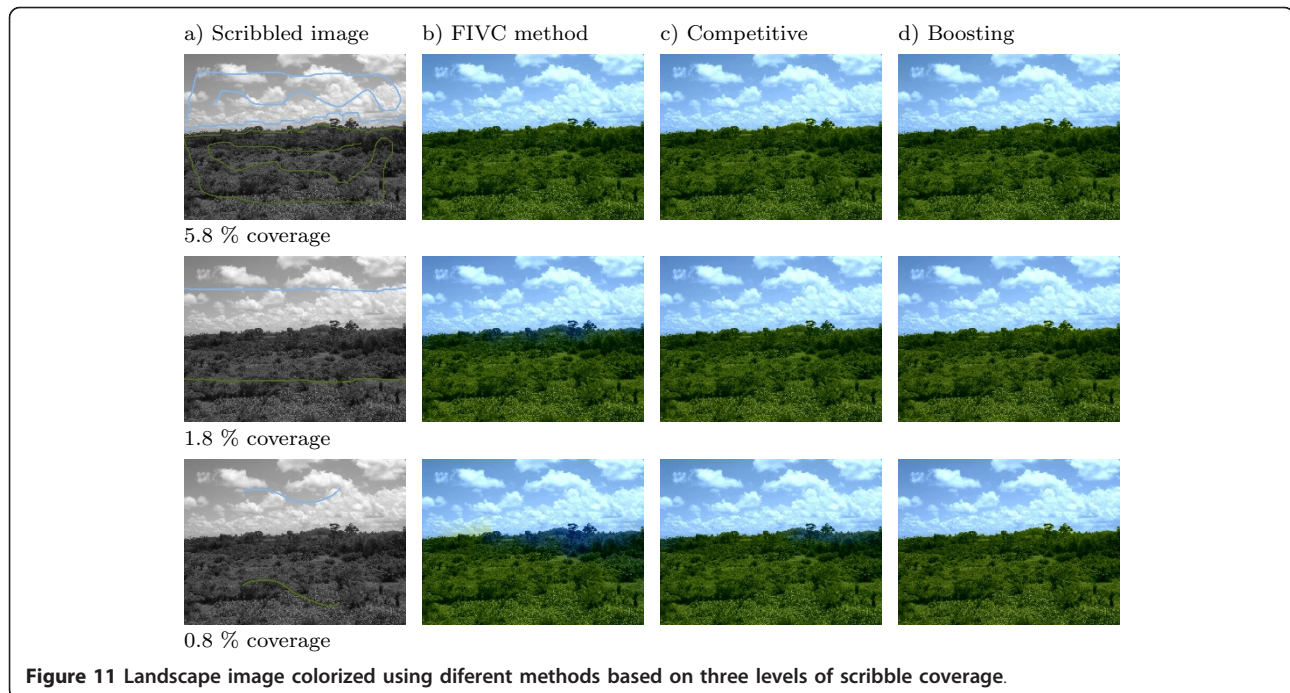 a) Scribbled image b) FIVC method c) Competitive d) Boosting
5.8 % coverage
1.8 % coverage
0.8 % coverage
Figure 11 Landscape image colorized using diferent methods based on three levels of scribble coverage.